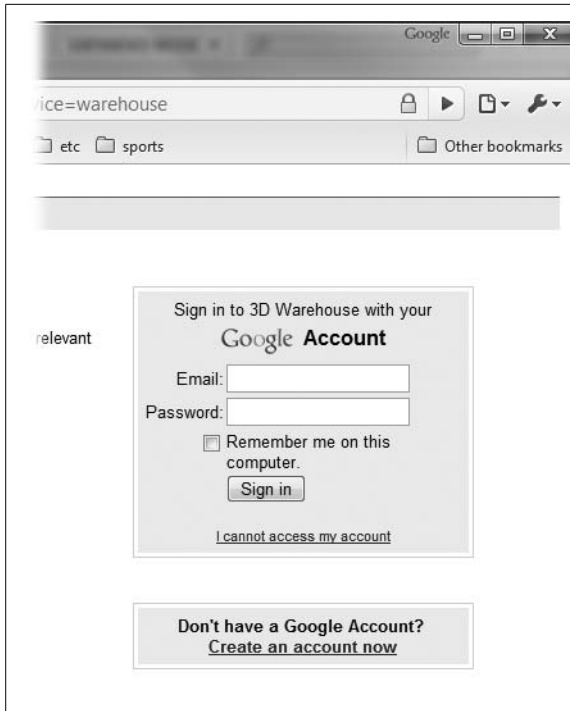 Google
ice=warehouse
etc sports Other bookmarks
Sign in to 3D Warehouse with your
Google Account
relevant
Email:
Password:
Remember me on this
computer.
Sign in
I cannot access my account
Don't have a Google Account?
Create an account now